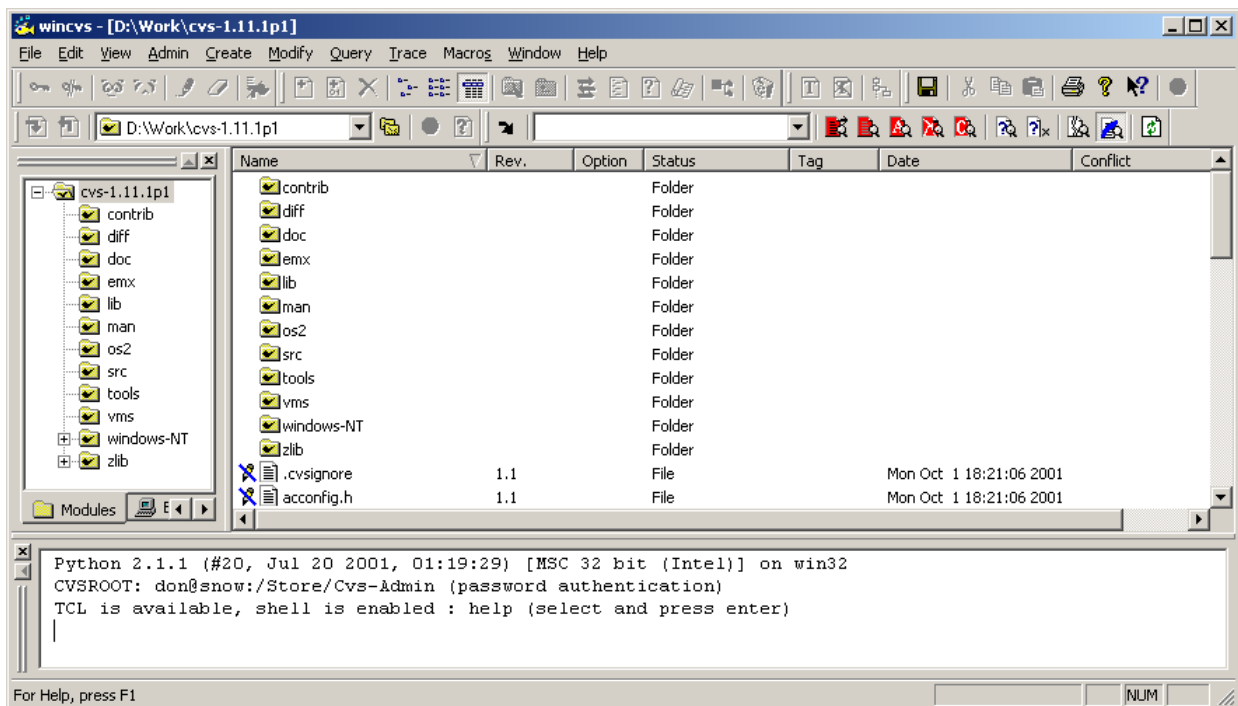 wincvs - [D:\Work\cvs-1.11.1p1]
File Edit View Admin Create Modify Query Trace Macros Window Help
D:\Work\cvs-1.11.1p1
Name Rev. Option Status Tag Date Conflict
cvs-1.11.1p1
contrib
diff
doc
emx
lib
man
os2
src
tools
vms
windows-NT
zlib
Modules
contrib Folder
diff Folder
doc Folder
emx Folder
lib Folder
man Folder
os2 Folder
src Folder
tools Folder
vms Folder
windows-NT Folder
zlib Folder
.cvsignore 1.1 File Mon Oct 1 18:21:06 2001
acconfig.h 1.1 File Mon Oct 1 18:21:06 2001
Python 2.1.1 (#20, Jul 20 2001, 01:19:29) [MSC 32 bit (Intel)] on win32
CVSROOT: don@snow:/Store/Cvs-Admin (password authentication)
TCL is available, shell is enabled : help (select and press enter)
For Help, press F1 NUM